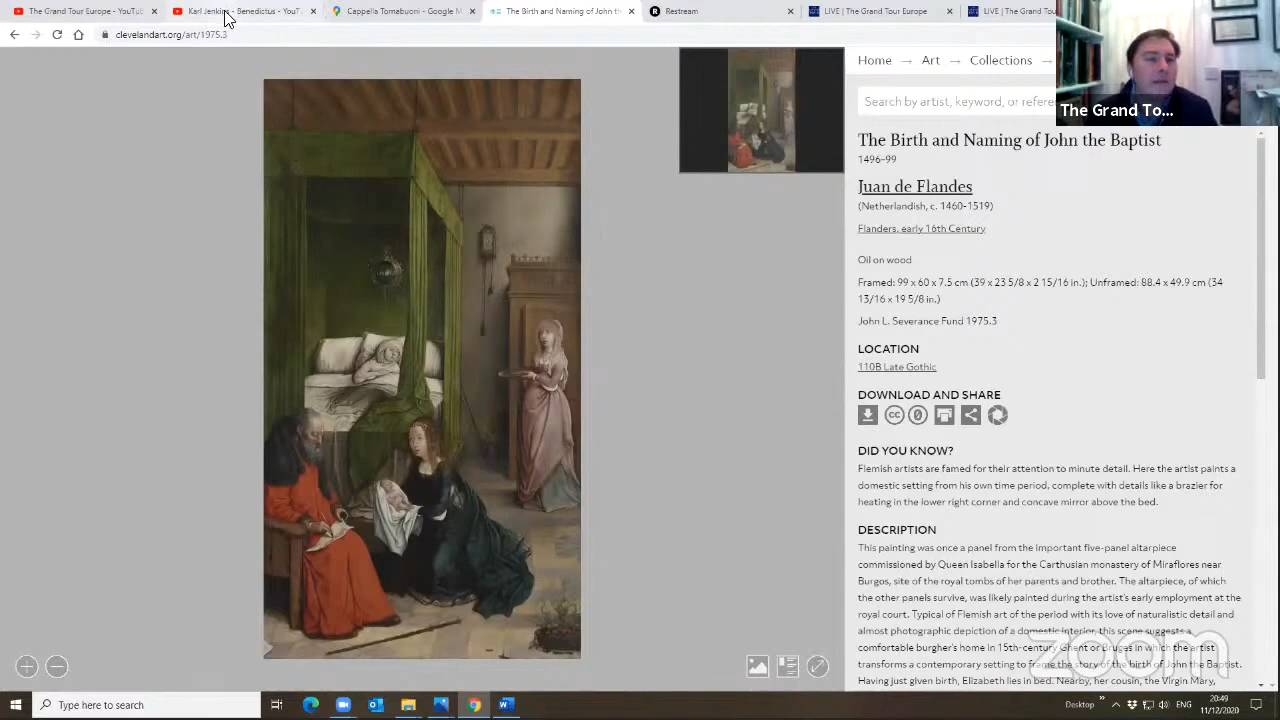 The Grand Tour Europe - YouTub
Karl Jenkins - Benedictus - YouT
Cappella Tornabuoni - Google M
The Birth and Naming of John th
Restream
LIVE | The Grand Tour Europe
LIVE | The Grand Tou
clevelandart.org/art/1975.3
Home → Art → Collections →
Search by artist, keyword, or refere
The Grand To...
The Birth and Naming of John the Baptist
1496–99
Juan de Flandes
(Netherlandish, c. 1460-1519)
Flanders, early 16th Century
Oil on wood
Framed: 99 x 60 x 7.5 cm (39 x 23 5/8 x 2 15/16 in.); Unframed: 88.4 x 49.9 cm (34
13/16 x 19 5/8 in.)
John L. Severance Fund 1975.3
LOCATION
110B Late Gothic
DOWNLOAD AND SHARE
DID YOU KNOW?
Flemish artists are famed for their attention to minute detail. Here the artist paints a
domestic setting from his own time period, complete with details like a brazier for
heating in the lower right corner and concave mirror above the bed.
DESCRIPTION
This painting was once a panel from the important five-panel altarpiece
commissioned by Queen Isabella for the Carthusian monastery of Miraflores near
Burgos, site of the royal tombs of her parents and brother. The altarpiece, of which
the other panels survive, was likely painted during the artist's early employment at the
royal court. Typical of Flemish art of the period with its love of naturalistic detail and
almost photographic depiction of a domestic interior, this scene suggests a
comfortable burgher's home in 15th-century Ghent or Bruges in which the artist
transforms a contemporary setting to frame the story of the birth of John the Baptist.
Having just given birth, Elizabeth lies in bed. Nearby, her cousin, the Virgin Mary,
zoom
Type here to search
Desktop
ENG
20:49
11/12/2020